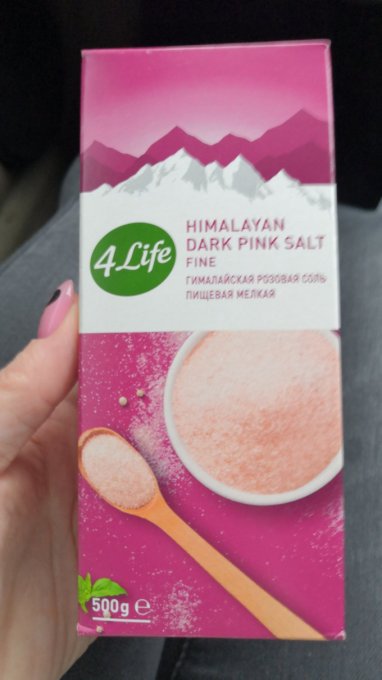 4Life
HIMALAYAN
DARK PINK SALT
FINE
ГИМАЛАЙСКАЯ РОЗОВАЯ СОЛЬ
ПИЩЕВАЯ МЕЛКАЯ
500g ℮